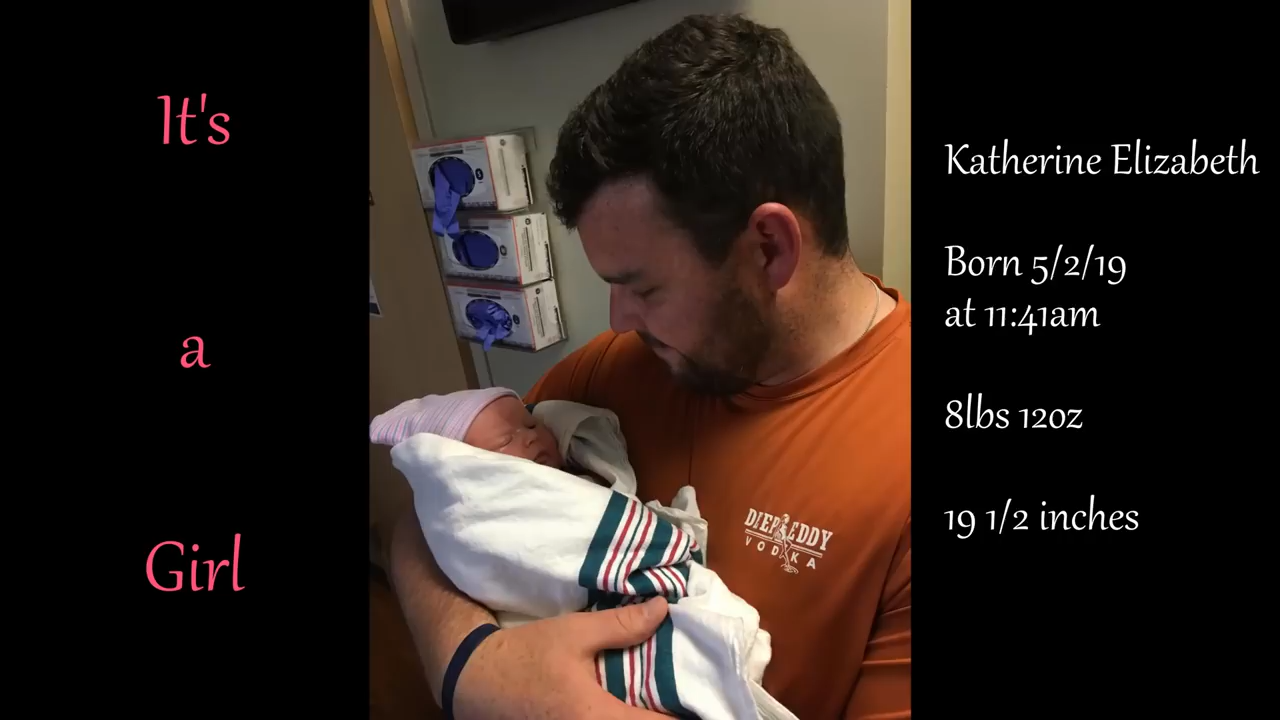 It's
a
Girl
Katherine Elizabeth
Born 5/2/19
at 11:41am
8lbs 12oz
19 1/2 inches
DEEP EDDY
VODKA